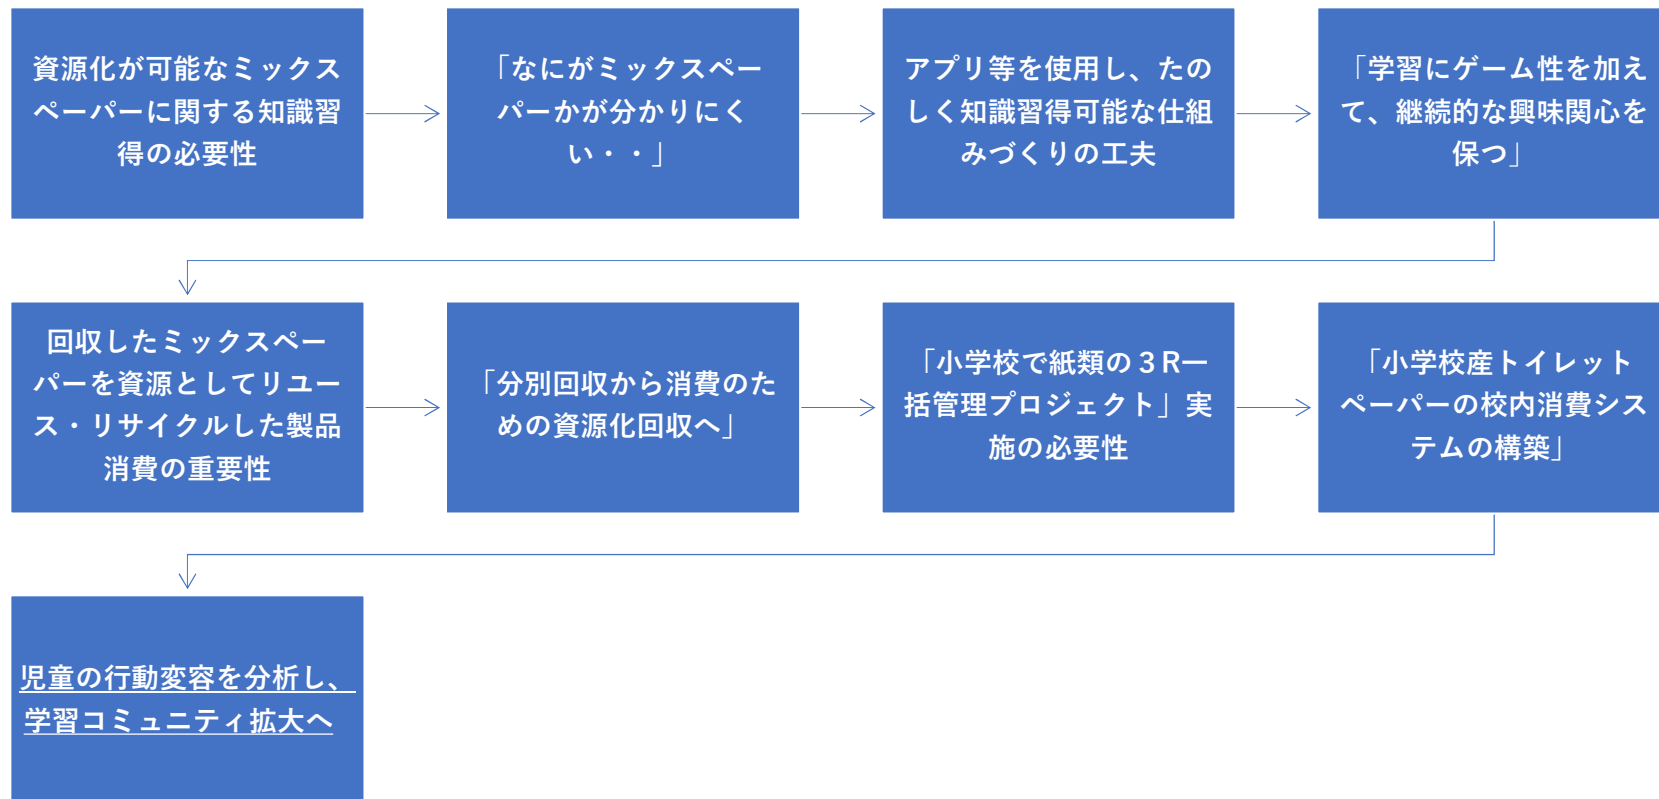 資源化が可能なミックス
ペーパーに関する知識習
得の必要性
「なにがミックスペー
パーかが分かりにく
い・・」
アプリ等を使用し、たの
しく知識習得可能な仕組
みづくりの工夫
「学習にゲーム性を加え
て、継続的な興味関心を
保つ」
回収したミックスペー
パーを資源としてリユー
ス・リサイクルした製品
消費の重要性
「分別回収から消費のた
めの資源化回収へ」
「小学校で紙類の３R一
括管理プロジェクト」実
施の必要性
「小学校産トイレット
ペーパーの校内消費シス
テムの構築」
児童の行動変容を分析し、
学習コミュニティ拡大へ